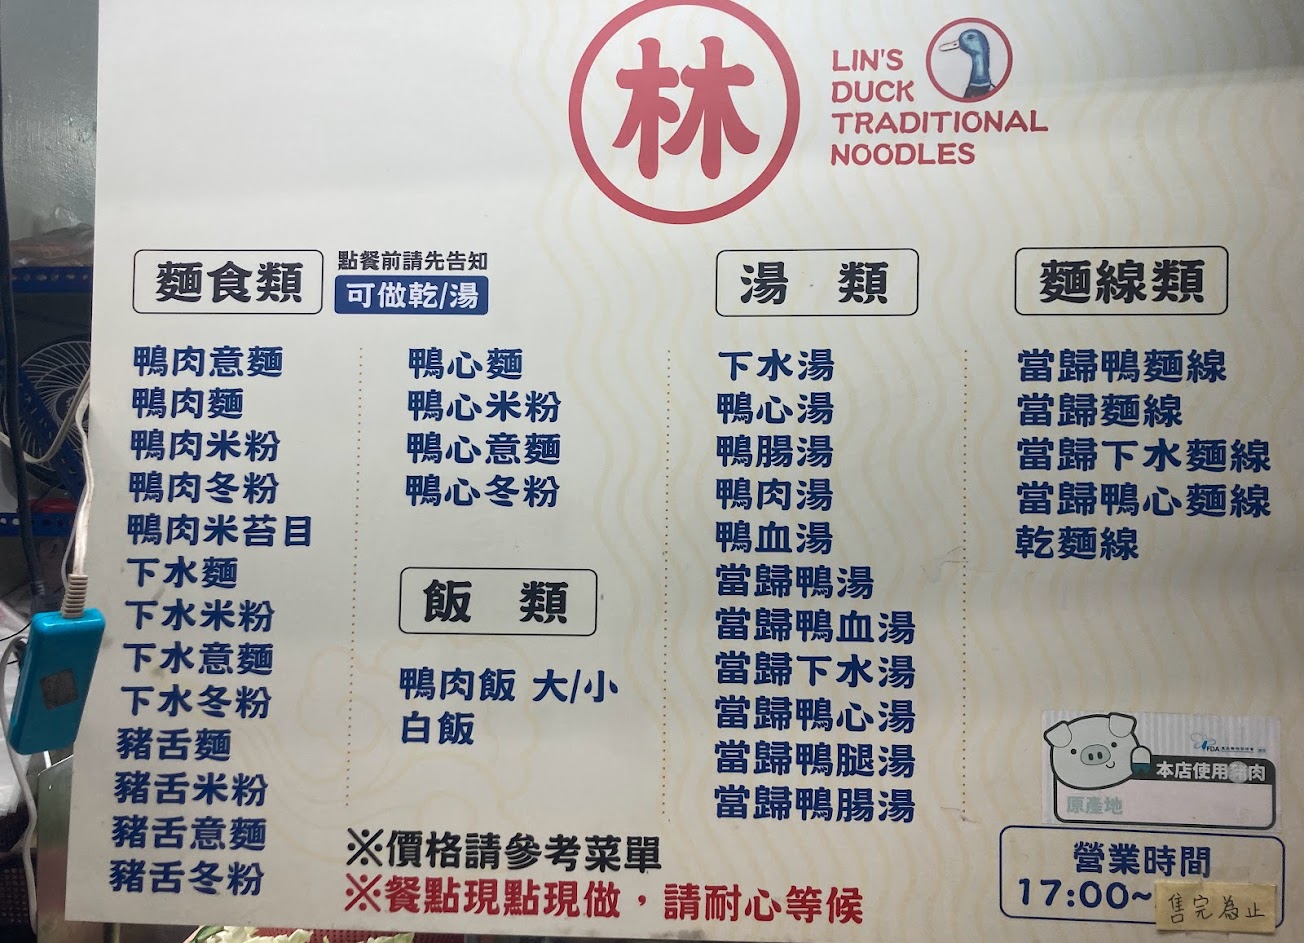 林
LIN'S
DUCK
TRADITIONAL
NOODLES
麵食類
點餐前請先告知
可做乾/湯
鴨肉意麵
鴨肉麵
鴨肉米粉
鴨肉冬粉
鴨肉米苔目
下水麵
下水米粉
下水意麵
下水冬粉
豬舌麵
豬舌米粉
豬舌意麵
豬舌冬粉
鴨心麵
鴨心米粉
鴨心意麵
鴨心冬粉
飯 類
鴨肉飯 大/小
白飯
湯 類
下水湯
鴨心湯
鴨腸湯
鴨肉湯
鴨血湯
當歸鴨湯
當歸鴨血湯
當歸下水湯
當歸鴨心湯
當歸鴨腿湯
當歸鴨腸湯
麵線類
當歸鴨麵線
當歸麵線
當歸下水麵線
當歸鴨心麵線
乾麵線
※價格請參考菜單
※餐點現點現做，請耐心等候
FDA
本店使用豬肉
原產地
營業時間
17:00~售完為止